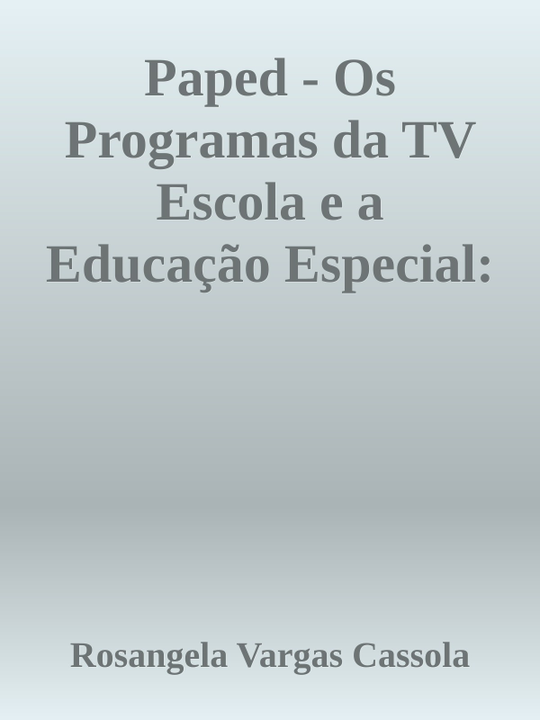 Paped - Os
Programas da TV
Escola e a
Educação Especial:
Rosangela Vargas Cassola